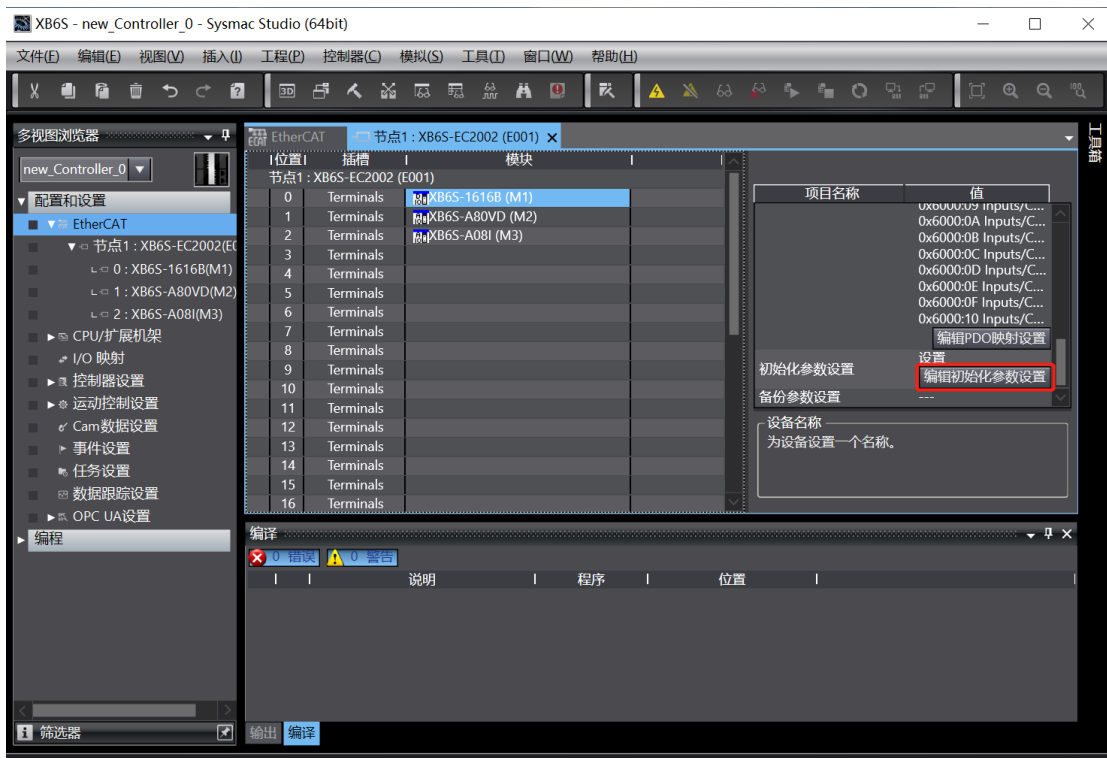 XB6S - new_Controller_0 - Sysmac Studio (64bit)
文件(F) 编辑(E) 视图(V) 插入(I) 工程(P) 控制器(C) 模拟(S) 工具(T) 窗口(W) 帮助(H)
3D
多视图浏览器
new_Controller_0
配置和设置
EtherCAT
节点1 : XB6S-EC2002(E(
0 : XB6S-1616B(M1)
1 : XB6S-A80VD(M2)
2 : XB6S-A08I(M3)
CPU/扩展机架
I/O 映射
控制器设置
运动控制设置
Cam数据设置
事件设置
任务设置
数据跟踪设置
OPC UA设置
编程
筛选器
EtherCAT 节点1 : XB6S-EC2002 (E001)
位置 插槽 模块
节点1 : XB6S-EC2002 (E001)
0 Terminals XB6S-1616B (M1)
1 Terminals XB6S-A80VD (M2)
2 Terminals XB6S-A08I (M3)
3 Terminals
4 Terminals
5 Terminals
6 Terminals
7 Terminals
8 Terminals
9 Terminals
10 Terminals
11 Terminals
12 Terminals
13 Terminals
14 Terminals
15 Terminals
16 Terminals
项目名称 值
0x6000:09 Inputs/C...
0x6000:0A Inputs/C...
0x6000:0B Inputs/C...
0x6000:0C Inputs/C...
0x6000:0D Inputs/C...
0x6000:0E Inputs/C...
0x6000:0F Inputs/C...
0x6000:10 Inputs/C...
编辑PDO映射设置
设置
初始化参数设置 编辑初始化参数设置
备份参数设置 ---
设备名称
为设备设置一个名称。
工具箱
编译
0 错误 0 警告
说明 程序 位置
输出 编译